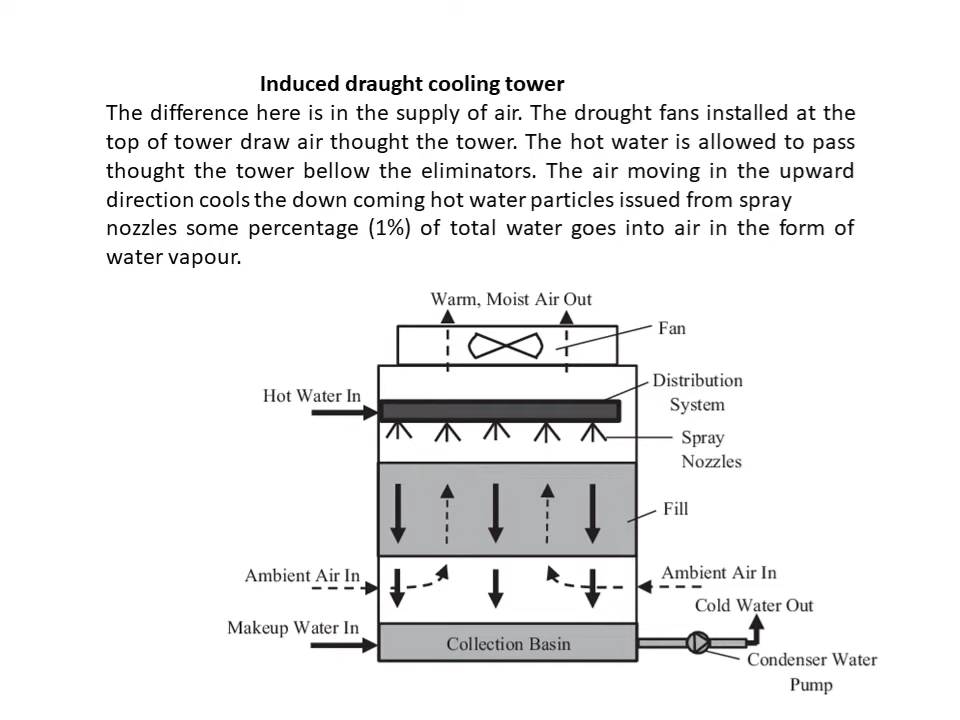 Induced draught cooling tower
The difference here is in the supply of air. The drought fans installed at the
top of tower draw air thought the tower. The hot water is allowed to pass
thought the tower bellow the eliminators. The air moving in the upward
direction cools the down coming hot water particles issued from spray
nozzles some percentage (1%) of total water goes into air in the form of
water vapour.
Warm, Moist Air Out
Fan
Distribution
System
Hot Water In
Spray
Nozzles
Fill
Ambient Air In
Ambient Air In
Cold Water Out
Makeup Water In
Collection Basin
Condenser Water
Pump